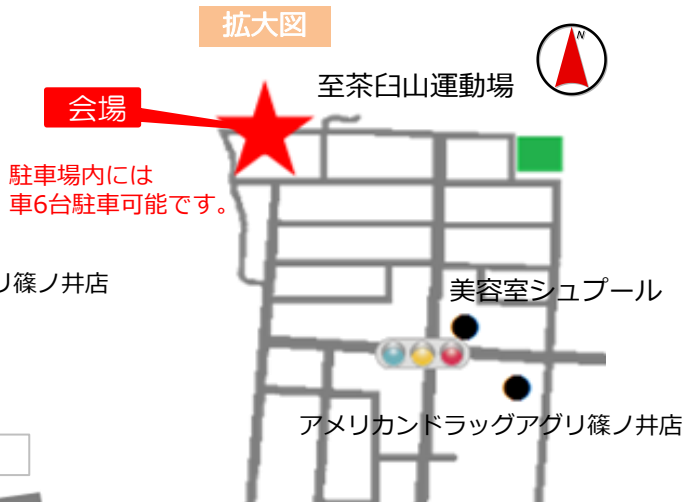 拡大図
N
至茶臼山運動場
会場
駐車場内には
車6台駐車可能です。
リ篠ノ井店
美容室シュプール
アメリカンドラッグアグリ篠ノ井店